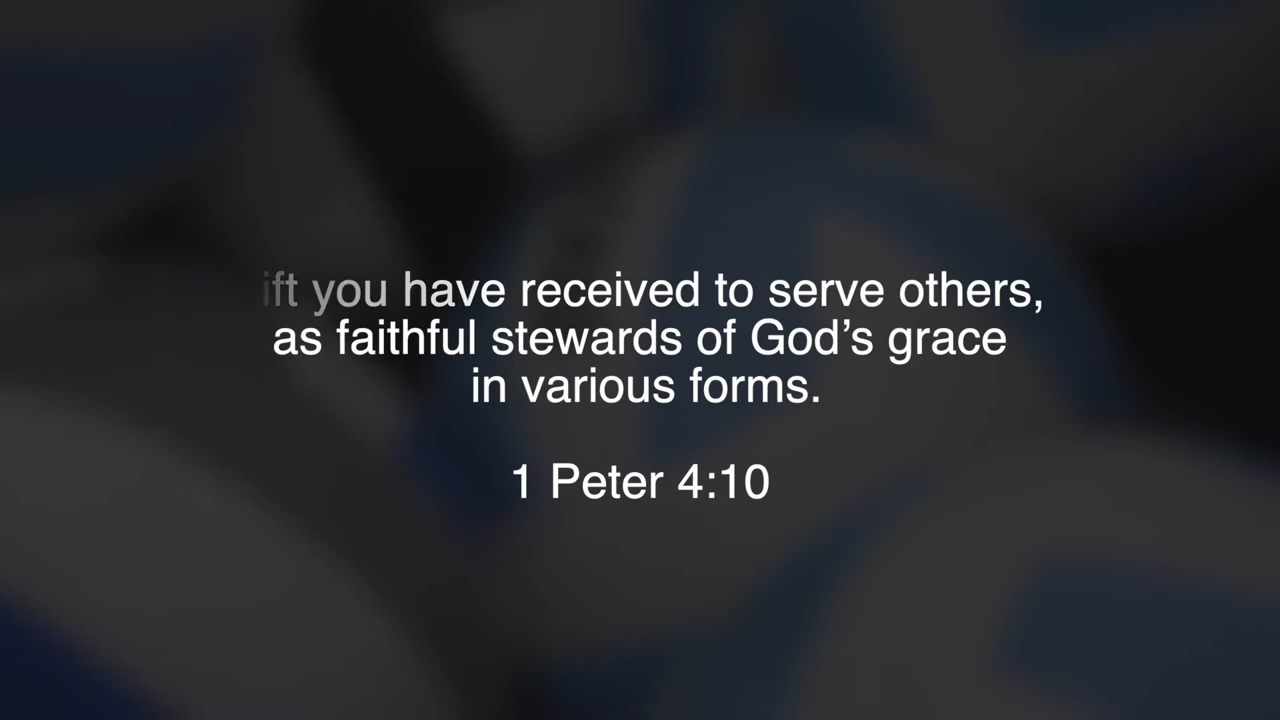 ift you have received to serve others,
as faithful stewards of God’s grace
in various forms.
1 Peter 4:10